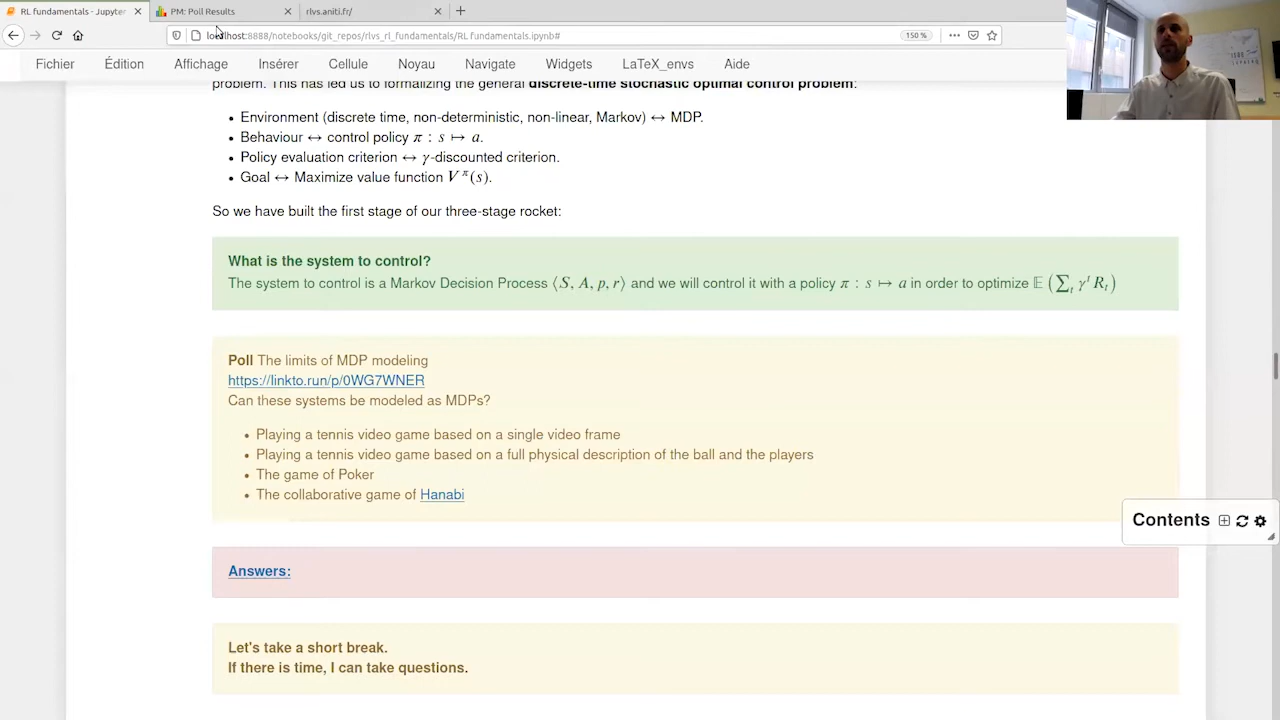 RL fundamentals - Jupyter
PM: Poll Results
rlvs.aniti.fr/
localhost:8888/notebooks/git_repos/rlvs_rl_fundamentals/RL fundamentals.ipynb#
150 %
Fichier Édition Affichage Insérer Cellule Noyau Navigate Widgets LaTeX_envs Aide
problem. This has led us to formalizing the general discrete-time stochastic optimal control problem:
• Environment (discrete time, non-deterministic, non-linear, Markov) ↔ MDP.
• Behaviour ↔ control policy π : s ↦ a.
• Policy evaluation criterion ↔ γ-discounted criterion.
• Goal ↔ Maximize value function V^π(s).
So we have built the first stage of our three-stage rocket:
What is the system to control?
The system to control is a Markov Decision Process ⟨S, A, p, r⟩ and we will control it with a policy π : s ↦ a in order to optimize 𝔼 (∑_t γ^t R_t)
Poll The limits of MDP modeling
https://linkto.run/p/0WG7WNER
Can these systems be modeled as MDPs?
• Playing a tennis video game based on a single video frame
• Playing a tennis video game based on a full physical description of the ball and the players
• The game of Poker
• The collaborative game of Hanabi
Contents
Answers:
Let's take a short break.
If there is time, I can take questions.